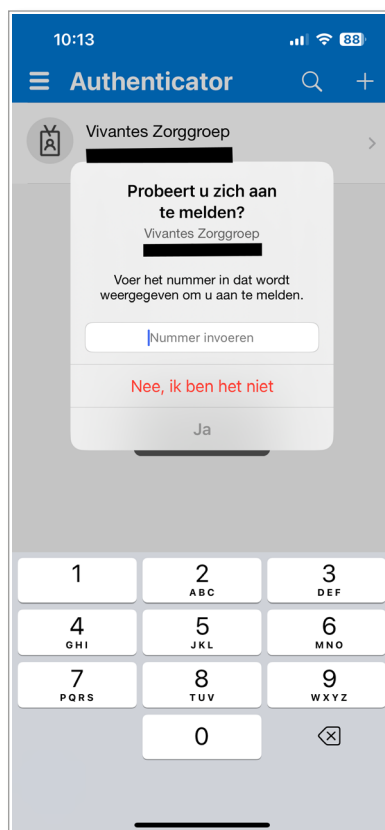 10:13
88
Authenticator
Vivantes Zorggroep
Probeert u zich aan
te melden?
Vivantes Zorggroep
Voer het nummer in dat wordt
weergegeven om u aan te melden.
Nummer invoeren
Nee, ik ben het niet
Ja
1
2
ABC
3
DEF
4
GHI
5
JKL
6
MNO
7
PQRS
8
TUV
9
WXYZ
0